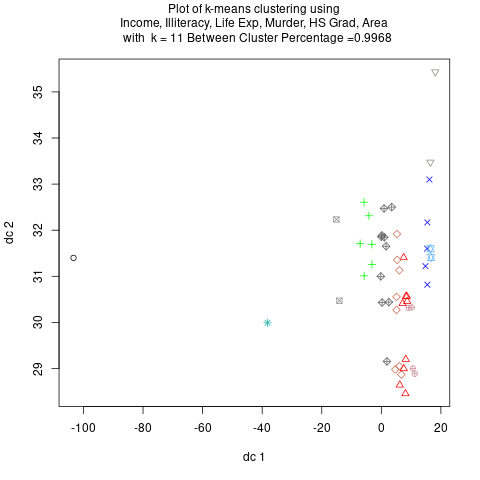 Plot of k-means clustering using
Income, Illiteracy, Life Exp, Murder, HS Grad, Area
with k = 11 Between Cluster Percentage =0.9968
35
34
33
32
31
30
29
dc 2
-100
-80
-60
-40
-20
0
20
dc 1